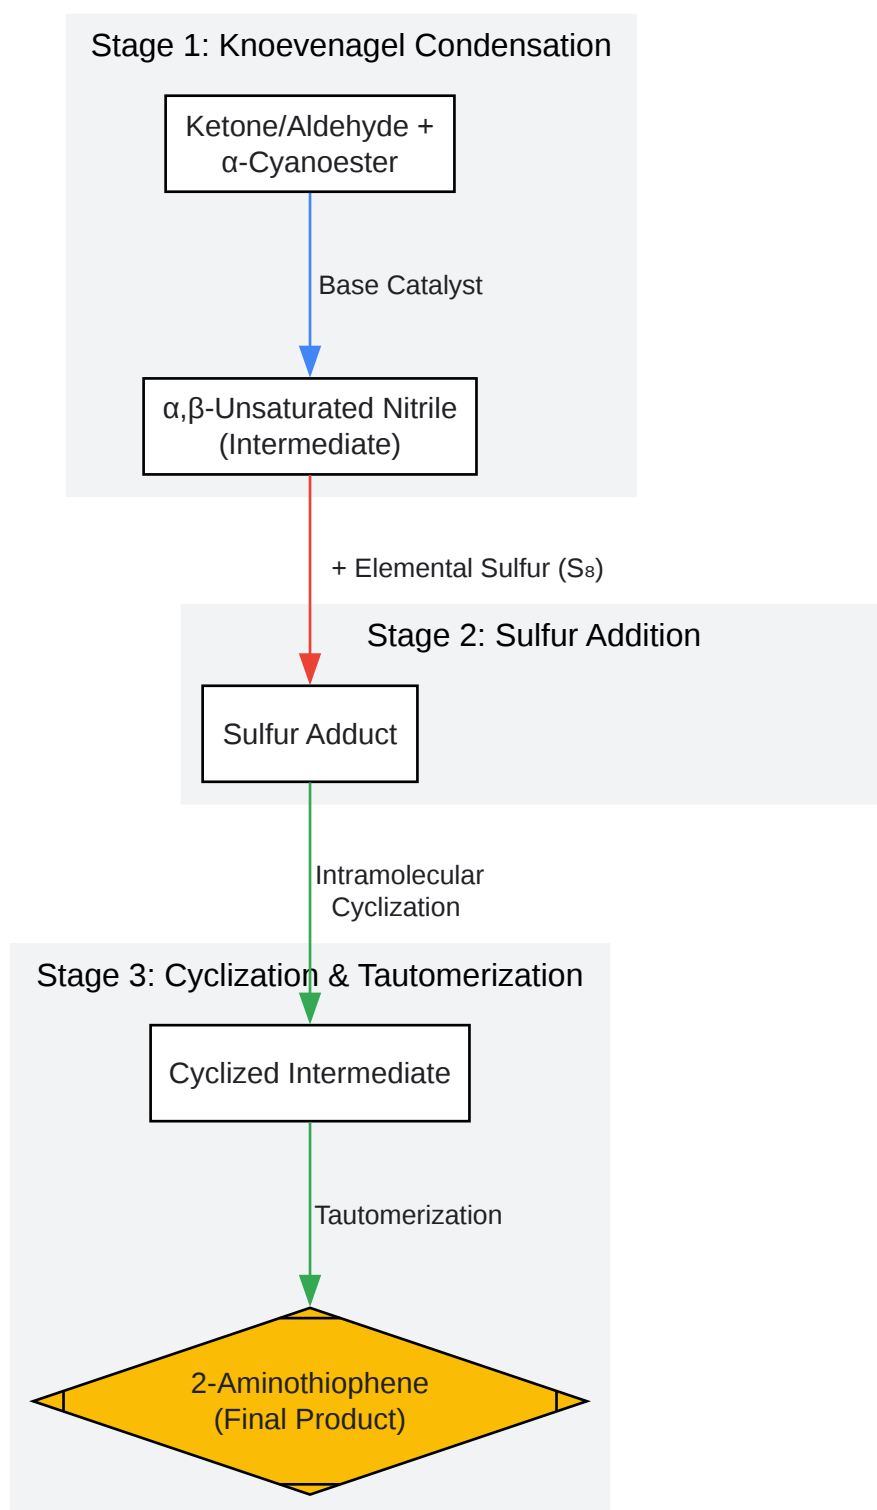 Stage 1: Knoevenagel Condensation
Ketone/Aldehyde +
α-Cyanoester
Base Catalyst
α,β-Unsaturated Nitrile
(Intermediate)
+ Elemental Sulfur (S₈)
Stage 2: Sulfur Addition
Sulfur Adduct
Intramolecular
Cyclization
Stage 3: Cyclization & Tautomerization
Cyclized Intermediate
Tautomerization
2-Aminothiophene
(Final Product)